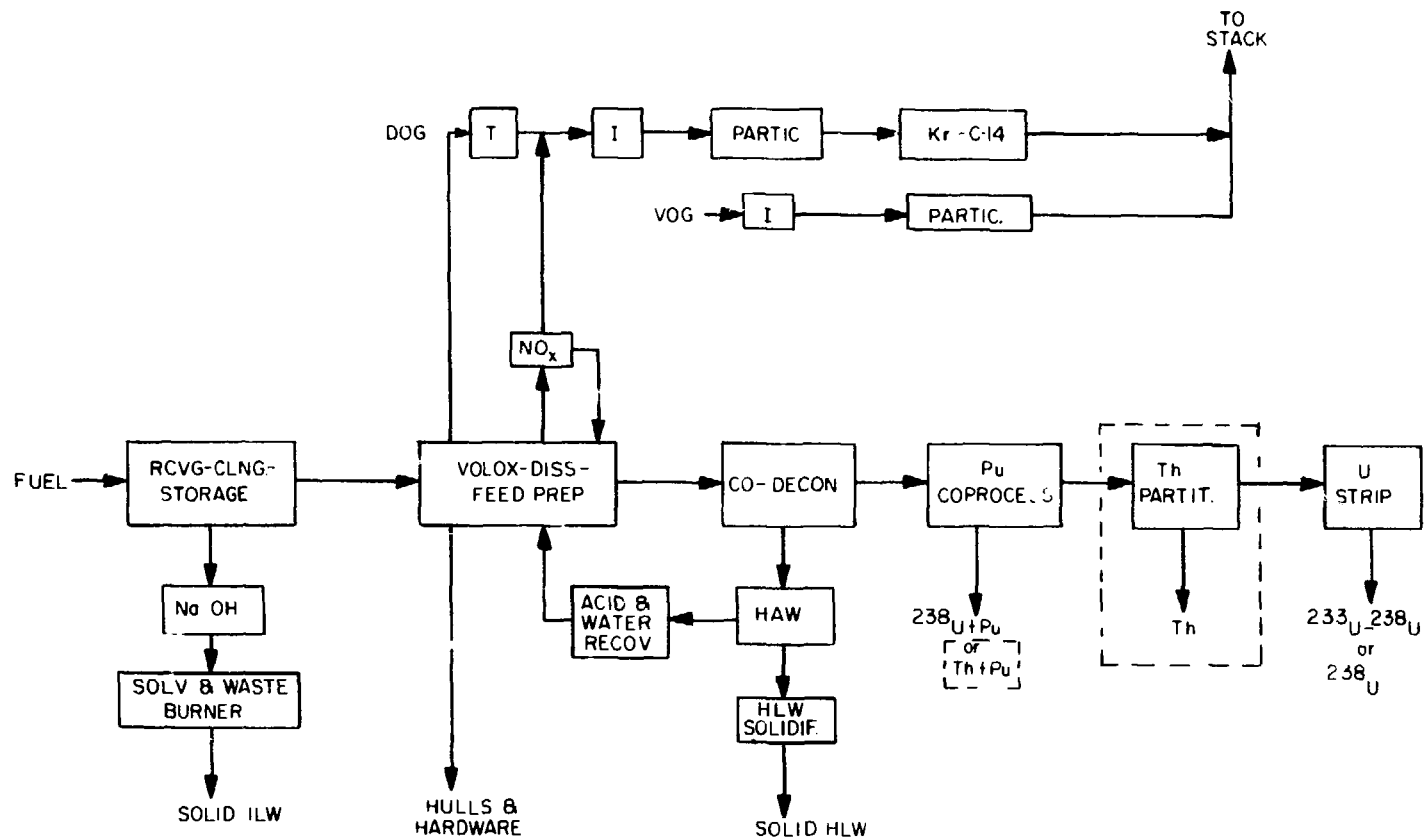 TO
STACK
DOG
T
I
PARTIC
Kr-C-14
VOG
I
PARTIC.
NOx
FUEL
RCVG-CLNG-
STORAGE
VOLOX-DISS-
FEED PREP
CO-DECON
Pu
Th
PARTIT.
U
STRIP
Na OH
ACID &
WATER
RECOV
HAW
238U+Pu
or
Th+Pu
Th
233U-238U
or
238U
SOLV & WASTE
BURNER
HLW
SOLIDIF.
SOLID ILW
HULLS &
HARDWARE
SOLID HLW